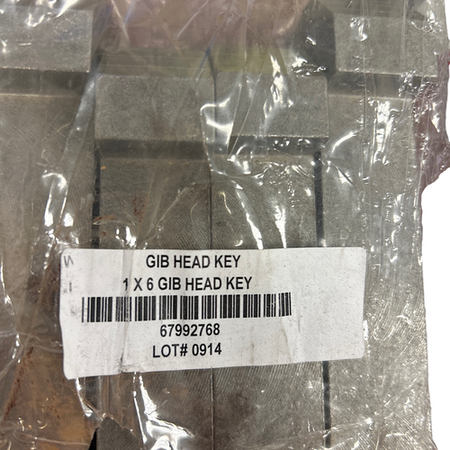 GIB HEAD KEY
1 X 6 GIB HEAD KEY
67992768
LOT# 0914